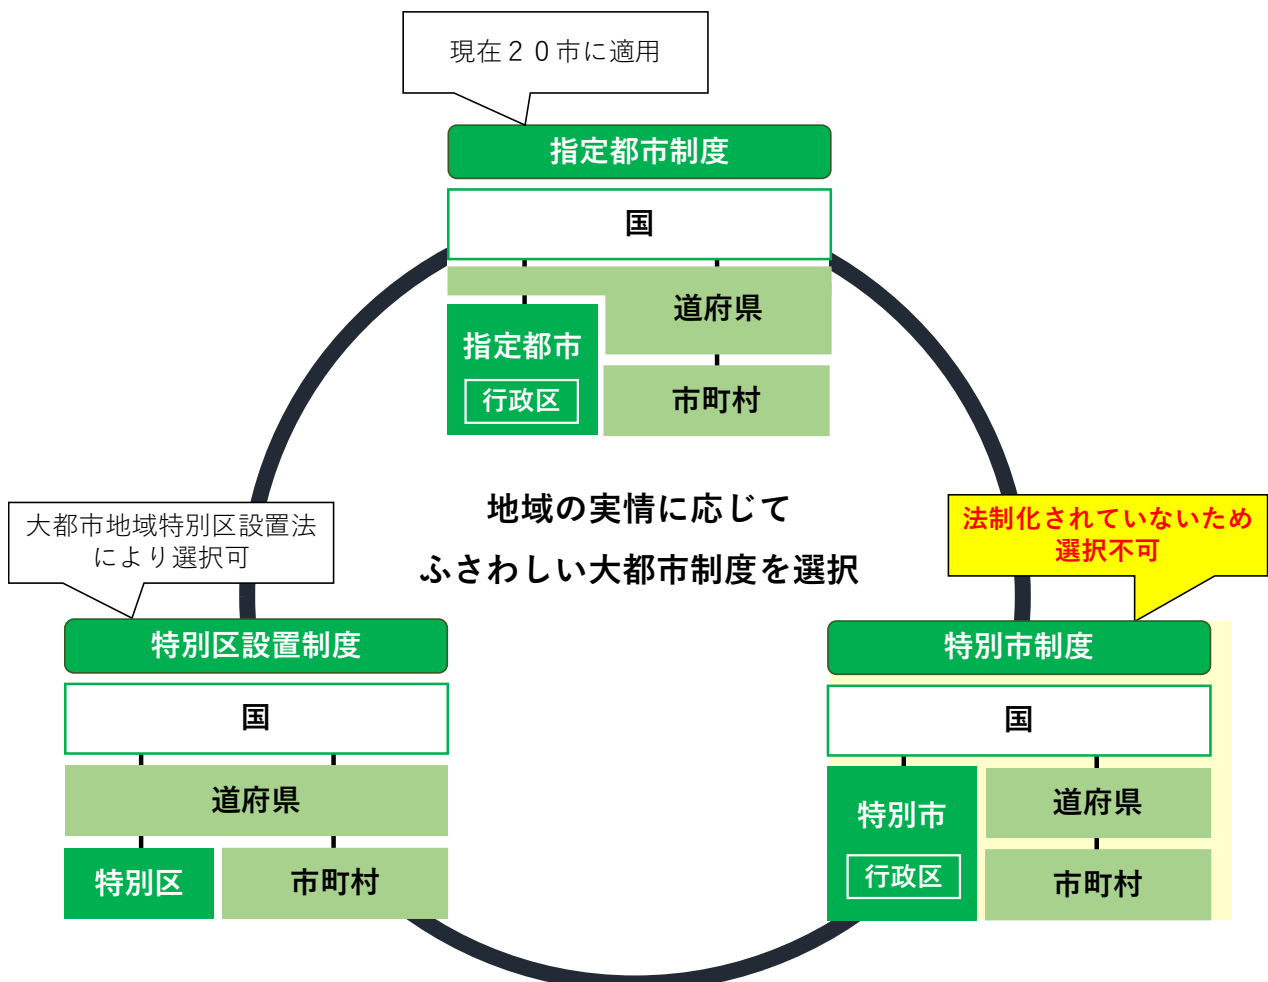 現在２０市に適用
指定都市制度
国
道府県
指定都市
行政区
市町村
地域の実情に応じて
ふさわしい大都市制度を選択
大都市地域特別区設置法
により選択可
特別区設置制度
国
道府県
特別区
市町村
法制化されていないため
選択不可
特別市制度
国
特別市
行政区
道府県
市町村